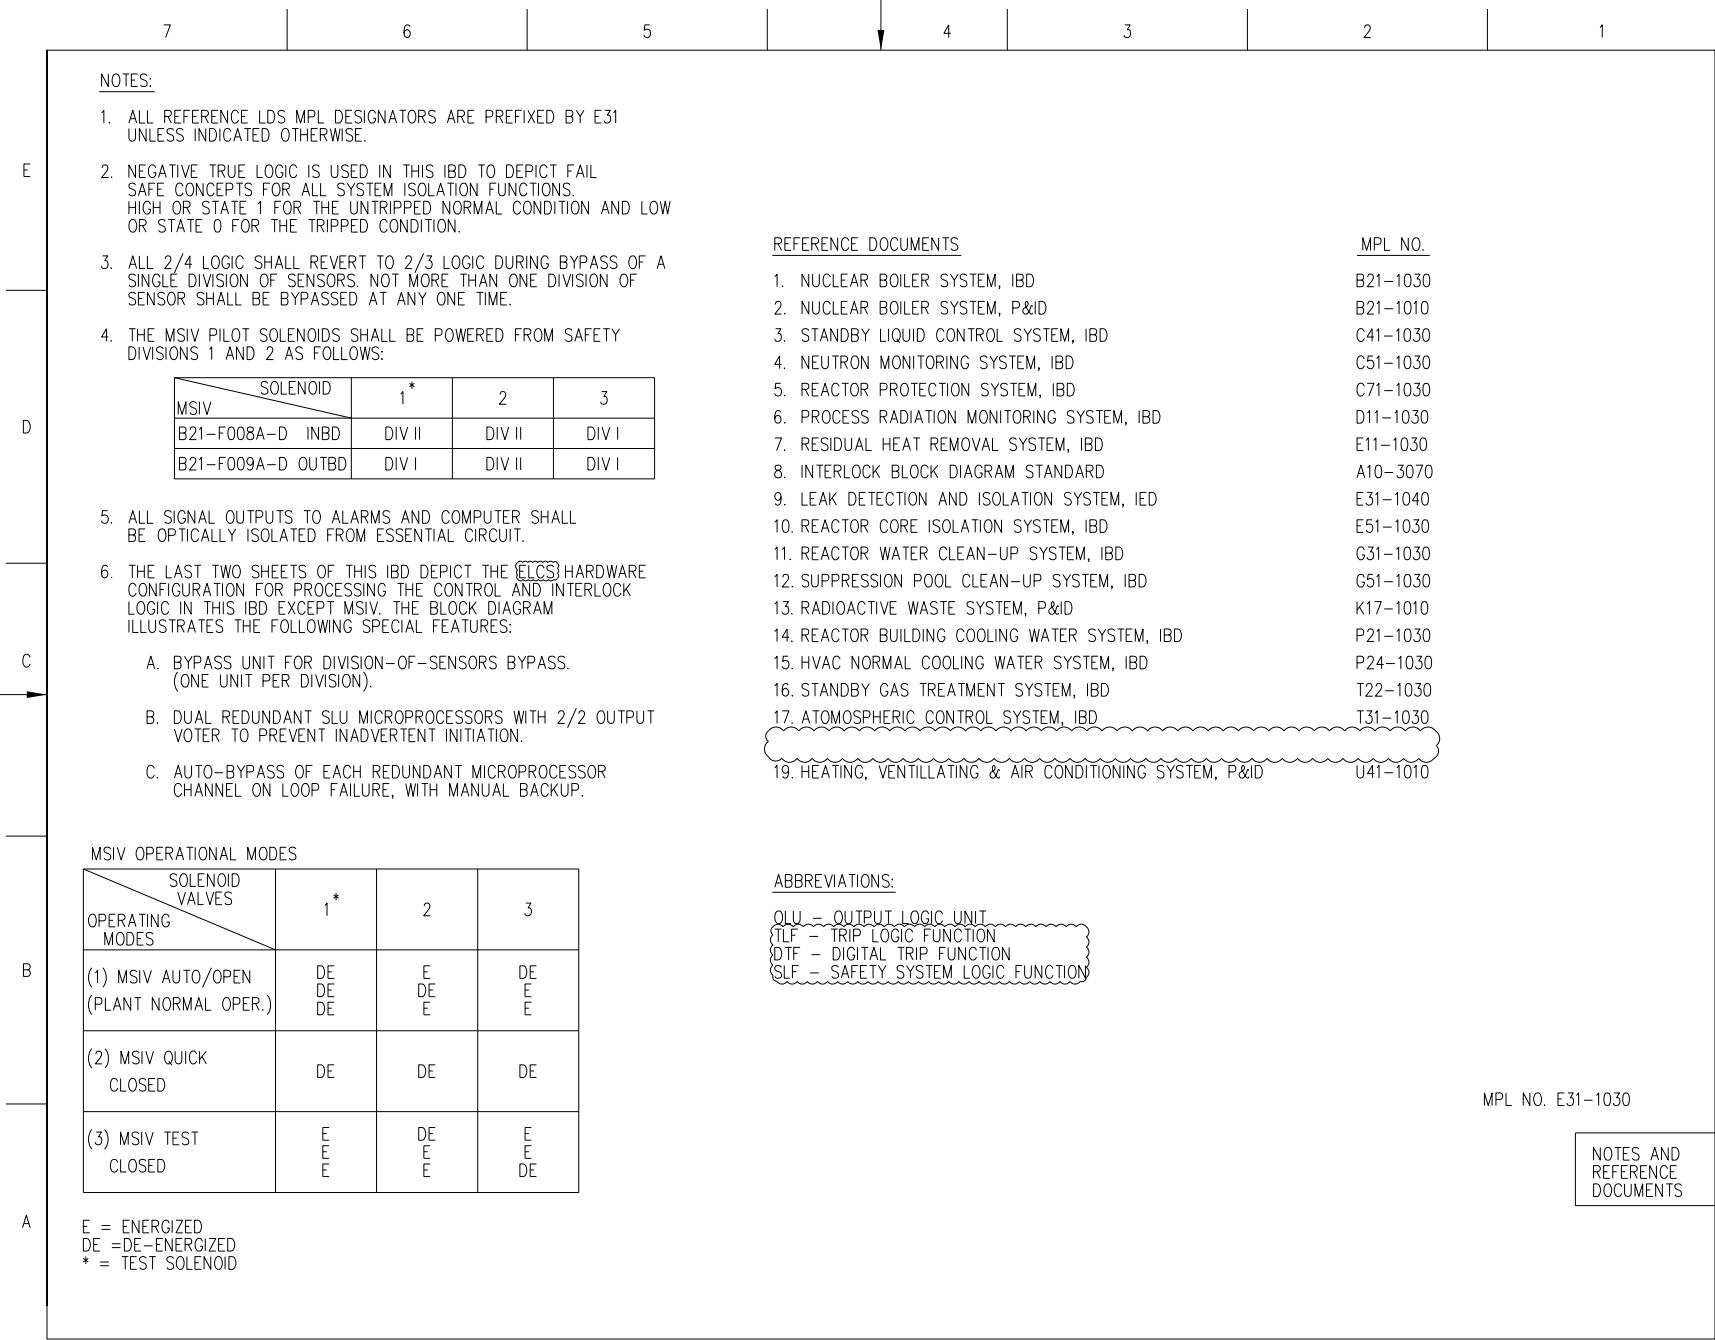 7 6 5 4 3 2 1
E
D
C
B
A
NOTES:
1. ALL REFERENCE LDS MPL DESIGNATORS ARE PREFIXED BY E31
UNLESS INDICATED OTHERWISE.
2. NEGATIVE TRUE LOGIC IS USED IN THIS IBD TO DEPICT FAIL
SAFE CONCEPTS FOR ALL SYSTEM ISOLATION FUNCTIONS.
HIGH OR STATE 1 FOR THE UNTRIPPED NORMAL CONDITION AND LOW
OR STATE 0 FOR THE TRIPPED CONDITION.
3. ALL 2/4 LOGIC SHALL REVERT TO 2/3 LOGIC DURING BYPASS OF A
SINGLE DIVISION OF SENSORS. NOT MORE THAN ONE DIVISION OF
SENSOR SHALL BE BYPASSED AT ANY ONE TIME.
4. THE MSIV PILOT SOLENOIDS SHALL BE POWERED FROM SAFETY
DIVISIONS 1 AND 2 AS FOLLOWS:
SOLENOID 1* 2 3
MSIV
B21-F008A-D INBD DIV II DIV II DIV I
B21-F009A-D OUTBD DIV I DIV II DIV I
5. ALL SIGNAL OUTPUTS TO ALARMS AND COMPUTER SHALL
BE OPTICALLY ISOLATED FROM ESSENTIAL CIRCUIT.
6. THE LAST TWO SHEETS OF THIS IBD DEPICT THE ELCS HARDWARE
CONFIGURATION FOR PROCESSING THE CONTROL AND INTERLOCK
LOGIC IN THIS IBD EXCEPT MSIV. THE BLOCK DIAGRAM
ILLUSTRATES THE FOLLOWING SPECIAL FEATURES:
A. BYPASS UNIT FOR DIVISION-OF-SENSORS BYPASS.
(ONE UNIT PER DIVISION).
B. DUAL REDUNDANT SLU MICROPROCESSORS WITH 2/2 OUTPUT
VOTER TO PREVENT INADVERTENT INITIATION.
C. AUTO-BYPASS OF EACH REDUNDANT MICROPROCESSOR
CHANNEL ON LOOP FAILURE, WITH MANUAL BACKUP.
MSIV OPERATIONAL MODES
SOLENOID
VALVES
OPERATING
MODES
1* 2 3
(1) MSIV AUTO/OPEN
(PLANT NORMAL OPER.)
DE E DE
DE DE E
DE E E
(2) MSIV QUICK
CLOSED
DE DE DE
(3) MSIV TEST
CLOSED
E DE E
E E E
E E DE
E = ENERGIZED
DE =DE-ENERGIZED
* = TEST SOLENOID
REFERENCE DOCUMENTS MPL NO.
1. NUCLEAR BOILER SYSTEM, IBD B21-1030
2. NUCLEAR BOILER SYSTEM, P&ID B21-1010
3. STANDBY LIQUID CONTROL SYSTEM, IBD C41-1030
4. NEUTRON MONITORING SYSTEM, IBD C51-1030
5. REACTOR PROTECTION SYSTEM, IBD C71-1030
6. PROCESS RADIATION MONITORING SYSTEM, IBD D11-1030
7. RESIDUAL HEAT REMOVAL SYSTEM, IBD E11-1030
8. INTERLOCK BLOCK DIAGRAM STANDARD A10-3070
9. LEAK DETECTION AND ISOLATION SYSTEM, IED E31-1040
10. REACTOR CORE ISOLATION SYSTEM, IBD E51-1030
11. REACTOR WATER CLEAN-UP SYSTEM, IBD G31-1030
12. SUPPRESSION POOL CLEAN-UP SYSTEM, IBD G51-1030
13. RADIOACTIVE WASTE SYSTEM, P&ID K17-1010
14. REACTOR BUILDING COOLING WATER SYSTEM, IBD P21-1030
15. HVAC NORMAL COOLING WATER SYSTEM, IBD P24-1030
16. STANDBY GAS TREATMENT SYSTEM, IBD T22-1030
17. ATOMOSPHERIC CONTROL SYSTEM, IBD T31-1030
19. HEATING, VENTILLATING & AIR CONDITIONING SYSTEM, P&ID U41-1010
ABBREVIATIONS:
OLU - OUTPUT LOGIC UNIT
TLF - TRIP LOGIC FUNCTION
DTF - DIGITAL TRIP FUNCTION
SLF - SAFETY SYSTEM LOGIC FUNCTION
MPL NO. E31-1030
NOTES AND
REFERENCE
DOCUMENTS